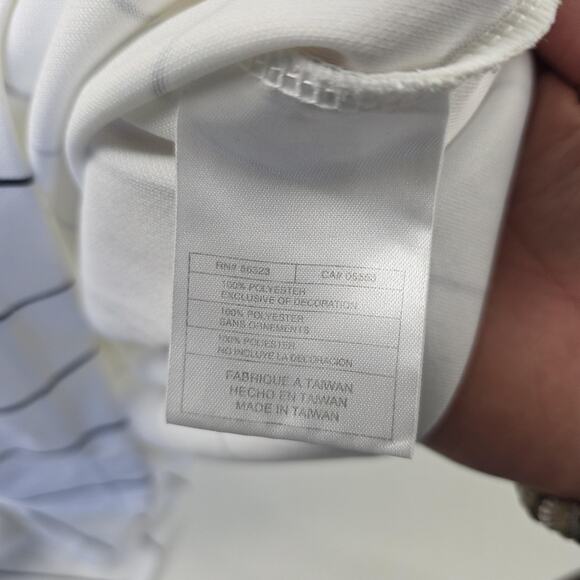 RN# 56323 CA# 05553
100% POLYESTER
EXCLUSIVE OF DECORATION
100% POLYESTER
SANS ORNEMENTS
100% POLIESTER
NO INCLUYE LA DECORACION
FABRIQUE A TAIWAN
HECHO EN TAIWAN
MADE IN TAIWAN